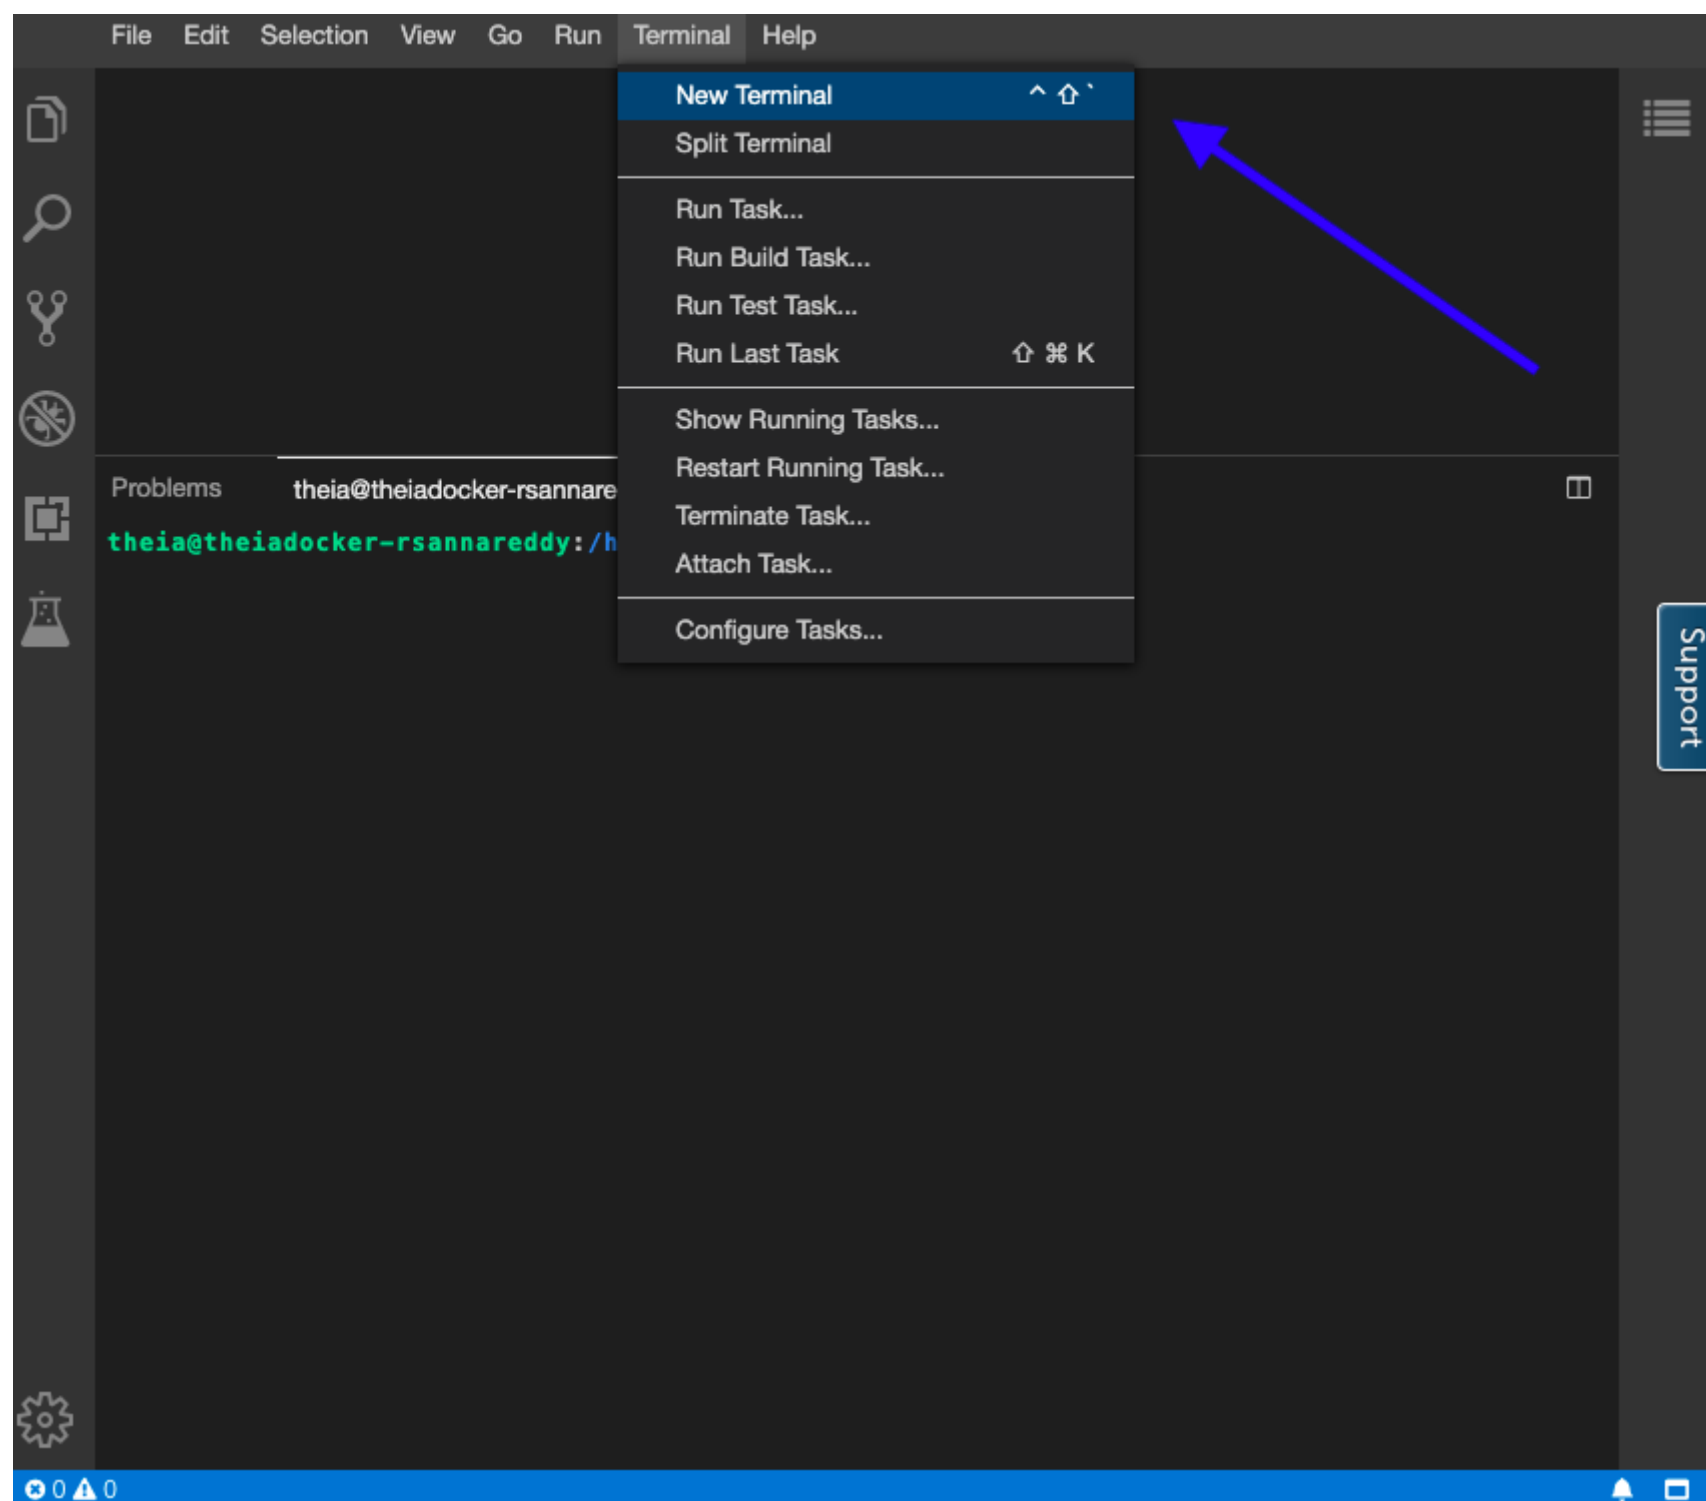 File Edit Selection View Go Run Terminal Help
New Terminal ^ ⇧ `
Split Terminal
Run Task...
Run Build Task...
Run Test Task...
Run Last Task ⇧ ⌘ K
Show Running Tasks...
Restart Running Task...
Terminate Task...
Attach Task...
Configure Tasks...
Problems theia@theiadocker-rsannare
theia@theiadocker-rsannareddy:/h
Support
0 0